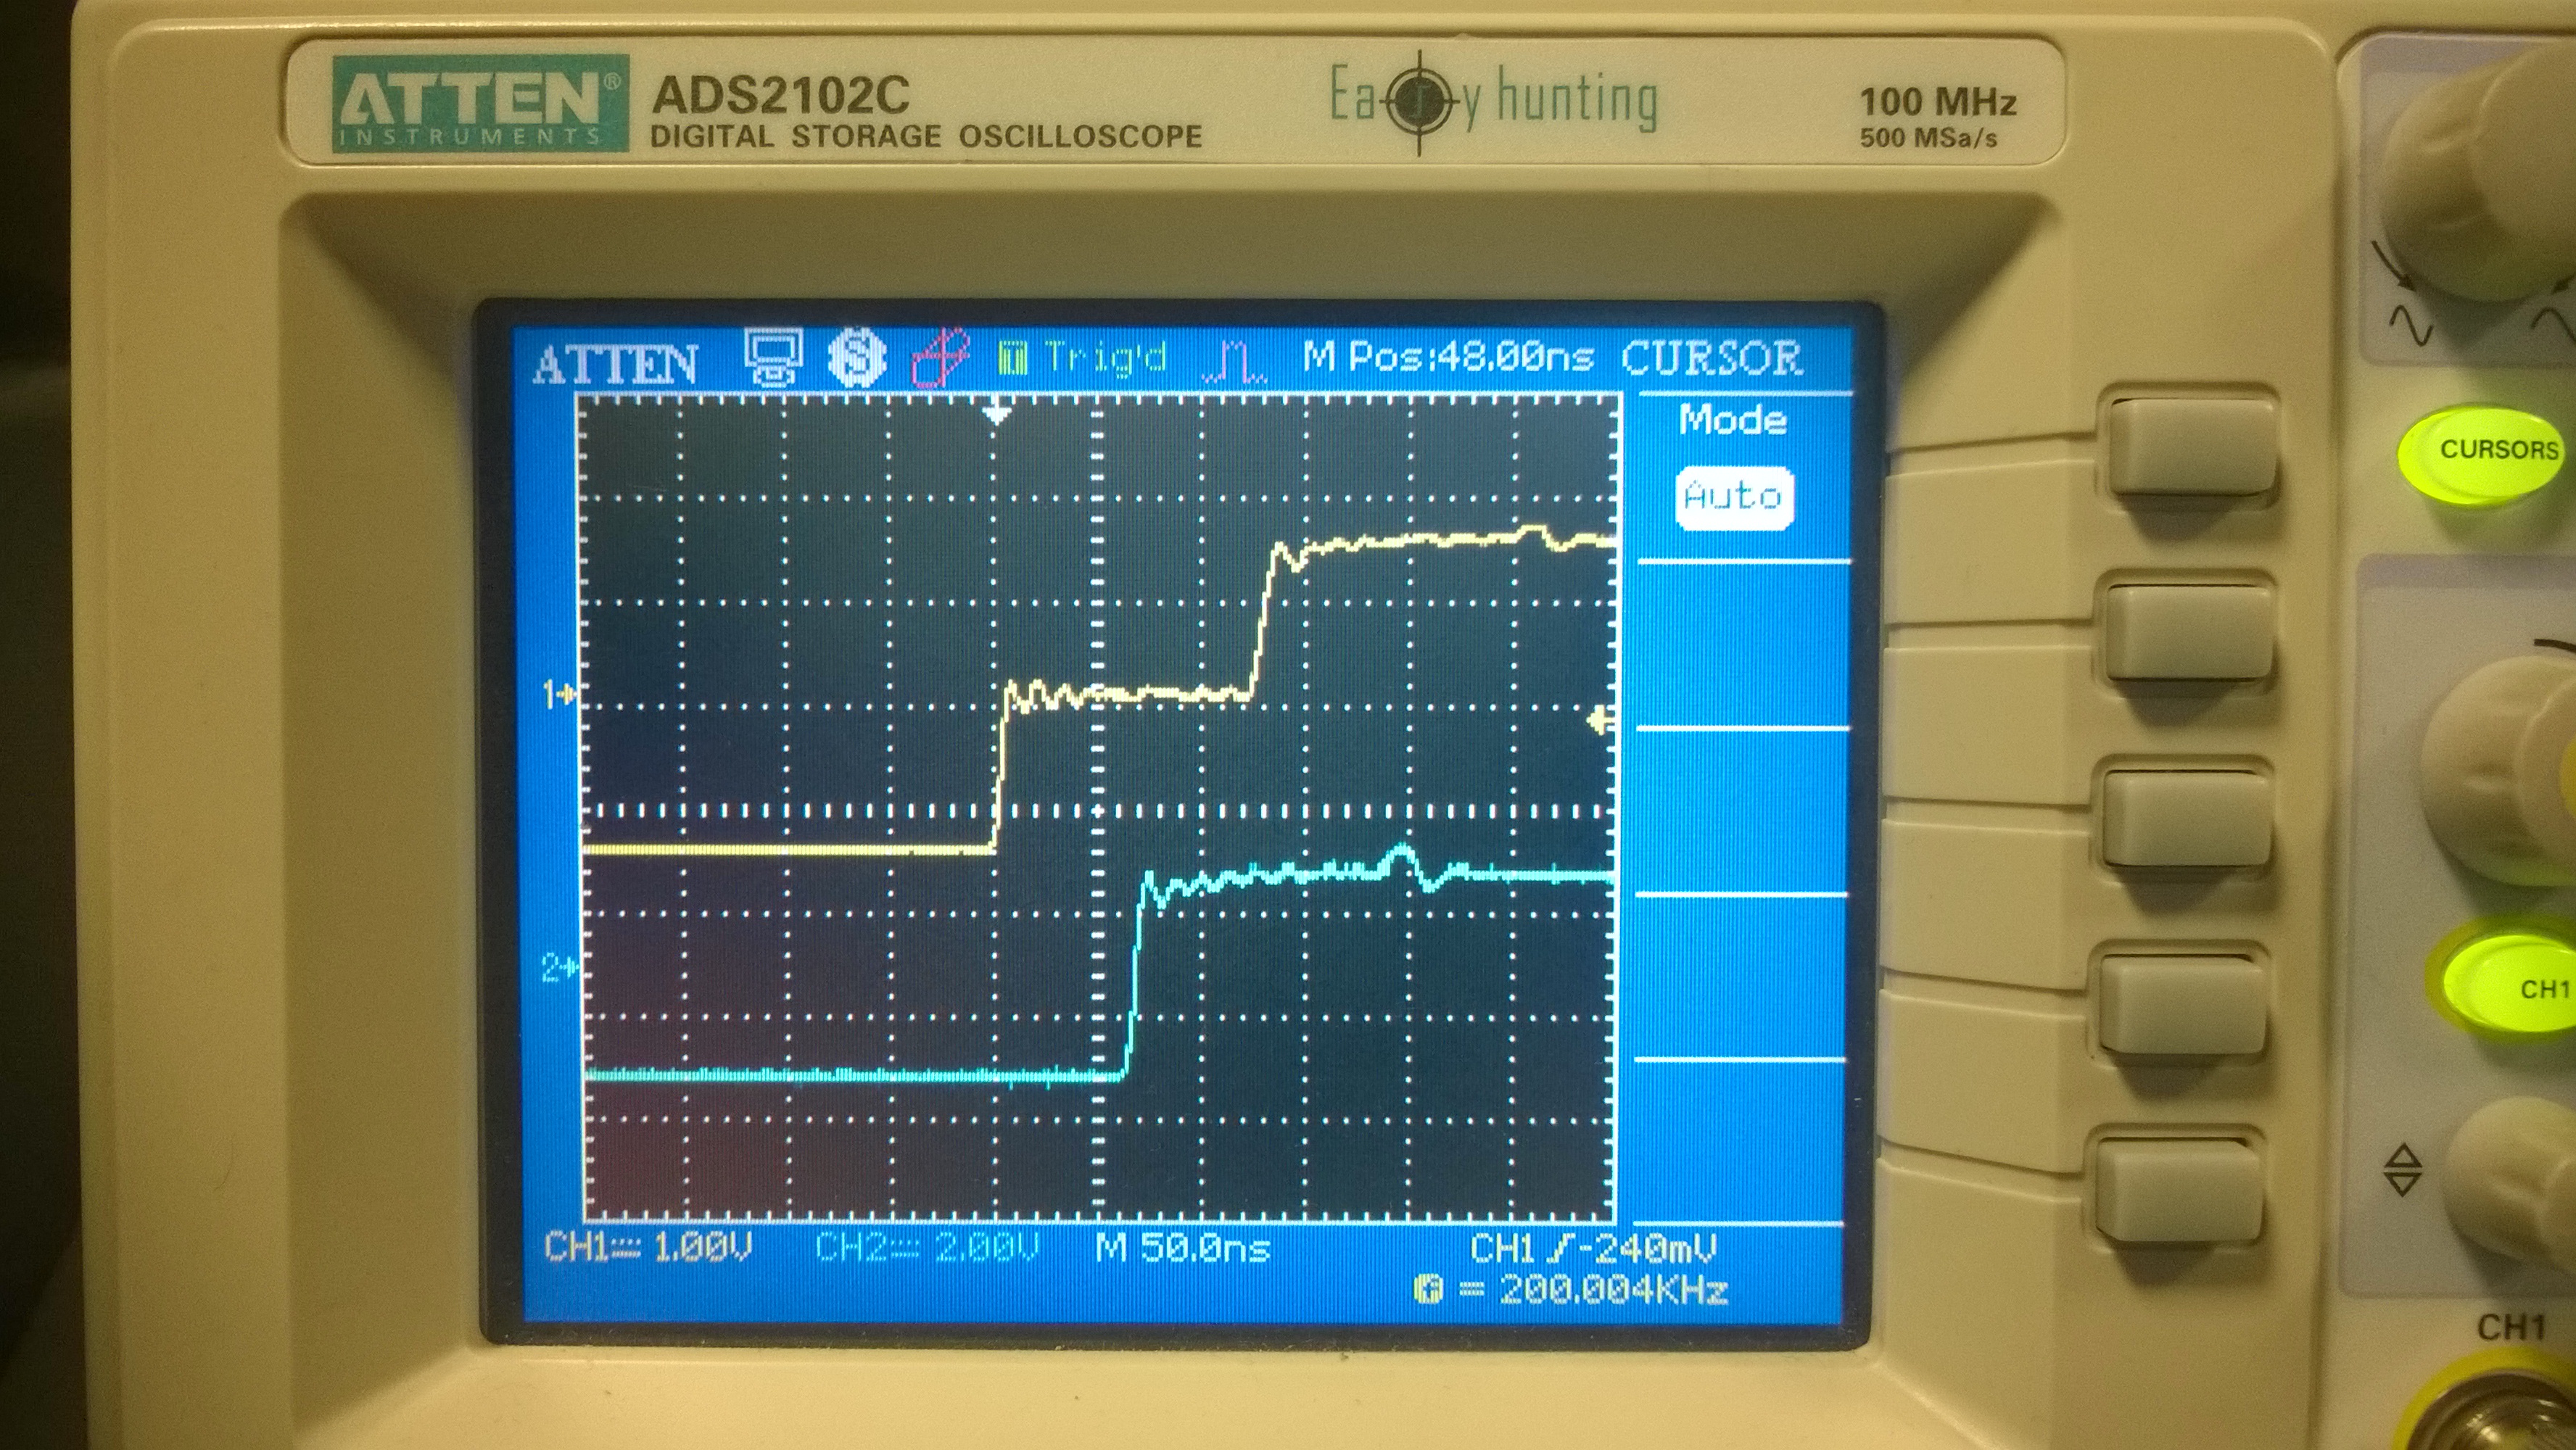 ATTEN®
INSTRUMENTS
ADS2102C
DIGITAL STORAGE OSCILLOSCOPE
Easy hunting
100 MHz
500 MSa/s
ATTEN T Trig'd M Pos:48.00ns CURSOR
Mode
Auto
1
2
CH1 1.00V CH2 2.00V M 50.0ns CH1 -240mV
= 200.004KHz
CURSORS
CH1
CH1